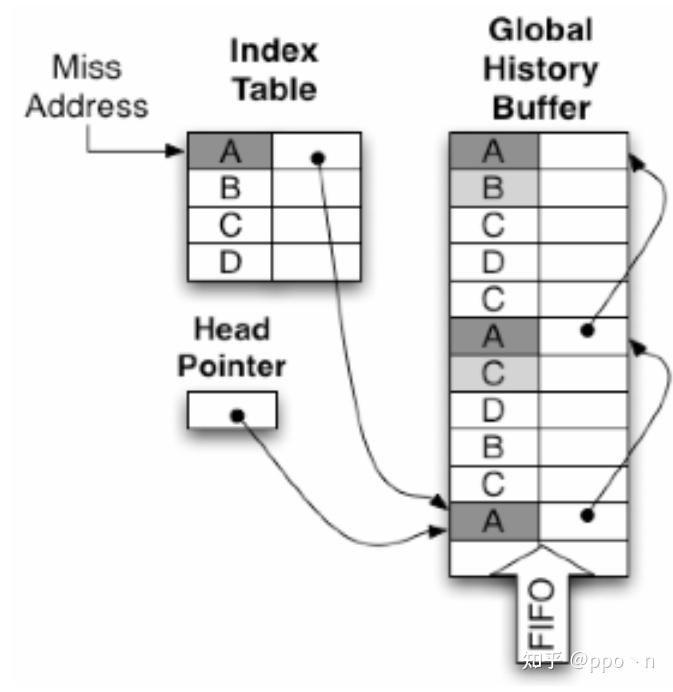 Miss
Address
Index
Table
A
B
C
D
Head
Pointer
Global
History
Buffer
A
B
C
D
C
A
C
D
B
C
A
FIFO
知乎 @ppo丶n